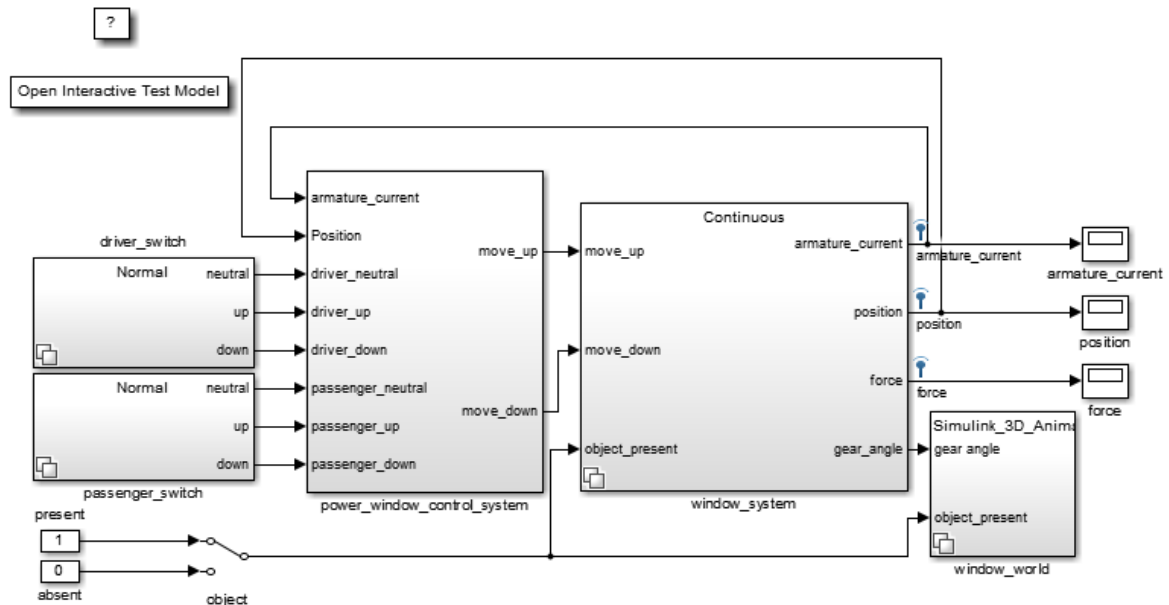 ?
Open Interactive Test Model
driver_switch
Normal
neutral
up
down
Normal
neutral
up
down
passenger_switch
present
1
0
absent
object
armature_current
Position
driver_neutral
driver_up
driver_down
passenger_neutral
passenger_up
passenger_down
move_up
move_down
power_window_control_system
Continuous
move_up
move_down
object_present
armature_current
position
force
gear_angle
window_system
armature_current
position
force
armature_current
position
force
Simulink_3D_Anima
gear angle
object_present
window_world